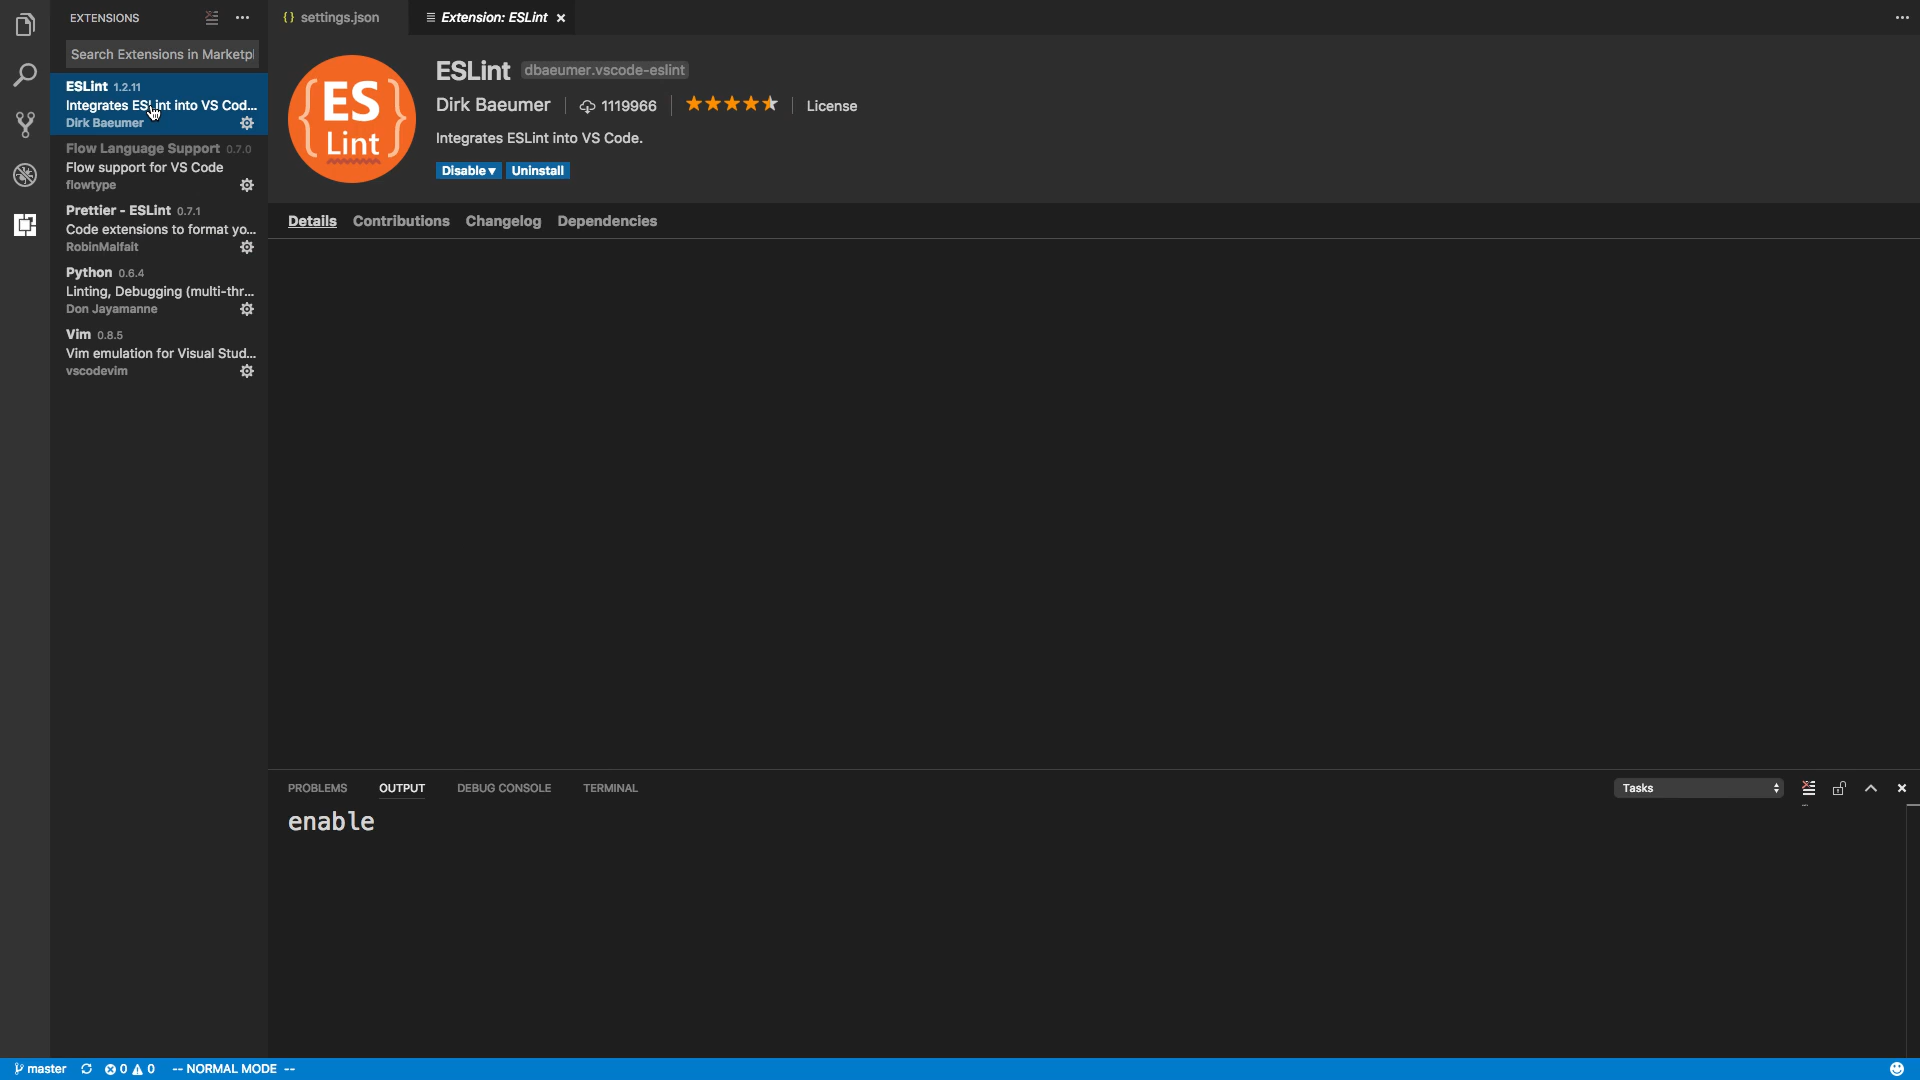 EXTENSIONS
Search Extensions in Marketpl
ESLint 1.2.11
Integrates ESLint into VS Cod...
Dirk Baeumer
Flow Language Support 0.7.0
Flow support for VS Code
flowtype
Prettier - ESLint 0.7.1
Code extensions to format yo...
RobinMalfait
Python 0.6.4
Linting, Debugging (multi-thr...
Don Jayamanne
Vim 0.8.5
Vim emulation for Visual Stud...
vscodevim
{} settings.json
Extension: ESLint
{ES
Lint}
ESLint dbaeumer.vscode-eslint
Dirk Baeumer 1119966 License
Integrates ESLint into VS Code.
Disable Uninstall
Details Contributions Changelog Dependencies
PROBLEMS OUTPUT DEBUG CONSOLE TERMINAL Tasks
enable
master 0 0 -- NORMAL MODE --